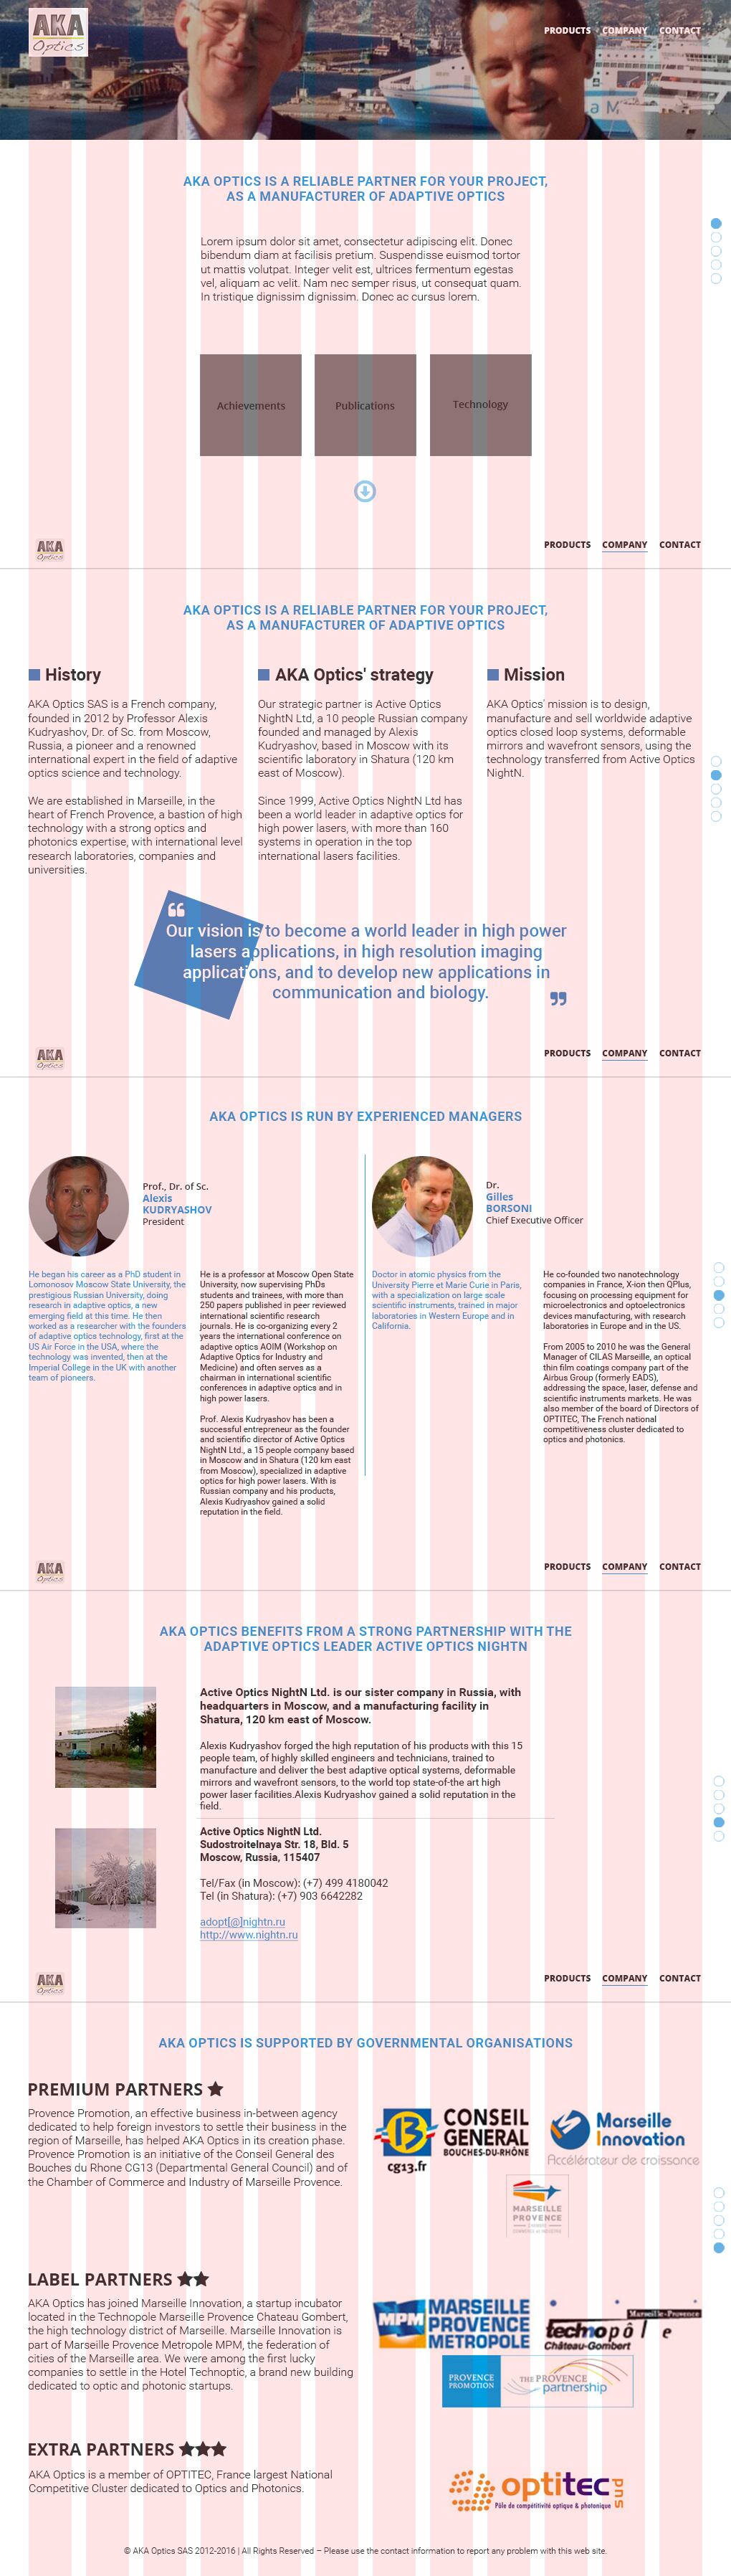 AKA
Optics
PRODUCTS COMPANY CONTACT
AKA OPTICS IS A RELIABLE PARTNER FOR YOUR PROJECT,
AS A MANUFACTURER OF ADAPTIVE OPTICS
Lorem ipsum dolor sit amet, consectetur adipiscing elit. Donec
bibendum diam at facilisis pretium. Suspendisse euismod tortor
ut mattis volutpat. Integer velit est, ultrices fermentum egestas
vel, aliquam ac velit. Nam nec semper risus, ut consequat quam.
In tristique dignissim dignissim. Donec ac cursus lorem.
Achievements Publications Technology
AKA
Optics
PRODUCTS COMPANY CONTACT
AKA OPTICS IS A RELIABLE PARTNER FOR YOUR PROJECT,
AS A MANUFACTURER OF ADAPTIVE OPTICS
History
AKA Optics SAS is a French company,
founded in 2012 by Professor Alexis
Kudryashov, Dr. of Sc. from Moscow,
Russia, a pioneer and a renowned
international expert in the field of adaptive
optics science and technology.
We are established in Marseille, in the
heart of French Provence, a bastion of high
technology with a strong optics and
photonics expertise, with international level
research laboratories, companies and
universities.
AKA Optics' strategy
Our strategic partner is Active Optics
NightN Ltd, a 10 people Russian company
founded and managed by Alexis
Kudryashov, based in Moscow with its
scientific laboratory in Shatura (120 km
east of Moscow).
Since 1999, Active Optics NightN Ltd has
been a world leader in adaptive optics for
high power lasers, with more than 160
systems in operation in the top
international lasers facilities.
Mission
AKA Optics' mission is to design,
manufacture and sell worldwide adaptive
optics closed loop systems, deformable
mirrors and wavefront sensors, using the
technology transferred from Active Optics
NightN.
“
Our vision is to become a world leader in high power
lasers applications, in high resolution imaging
applications, and to develop new applications in
communication and biology.
”
AKA
Optics
PRODUCTS COMPANY CONTACT
AKA OPTICS IS RUN BY EXPERIENCED MANAGERS
Prof., Dr. of Sc.
Alexis
KUDRYASHOV
President
He began his career as a PhD student in
Lomonosov Moscow State University, the
prestigious Russian University, doing
research in adaptive optics, a new
emerging field at this time. He then
worked as a researcher with the founders
of adaptive optics technology, first at the
US Air Force in the USA, where the
technology was invented, then at the
Imperial College in the UK with another
team of pioneers.
He is a professor at Moscow Open State
University, now supervising PhDs
students and trainees, with more than
250 papers published in peer reviewed
international scientific research
journals. He is co-organizing every 2
years the international conference on
adaptive optics AOIM (Workshop on
Adaptive Optics for Industry and
Medicine) and often serves as a
chairman in international scientific
conferences in adaptive optics and in
high power lasers.
Prof. Alexis Kudryashov has been a
successful entrepreneur as the founder
and scientific director of Active Optics
NightN Ltd., a 15 people company based
in Moscow and in Shatura (120 km east
from Moscow), specialized in adaptive
optics for high power lasers. With is
Russian company and his products,
Alexis Kudryashov gained a solid
reputation in the field.
Dr.
Gilles
BORSONI
Chief Executive Officer
Doctor in atomic physics from the
University Pierre et Marie Curie in Paris,
with a specialization on large scale
scientific instruments, trained in major
laboratories in Western Europe and in
California.
He co-founded two nanotechnology
companies in France, X-ion then QPlus,
focusing on processing equipment for
microelectronics and optoelectronics
devices manufacturing, with research
laboratories in Europe and in the US.
From 2005 to 2010 he was the General
Manager of CILAS Marseille, an optical
thin film coatings company part of the
Airbus Group (formerly EADS),
addressing the space, laser, defense and
scientific instruments markets. He was
also member of the board of Directors of
OPTITEC, The French national
competitiveness cluster dedicated to
optics and photonics.
AKA
Optics
PRODUCTS COMPANY CONTACT
AKA OPTICS BENEFITS FROM A STRONG PARTNERSHIP WITH THE
ADAPTIVE OPTICS LEADER ACTIVE OPTICS NIGHTN
Active Optics NightN Ltd. is our sister company in Russia, with
headquarters in Moscow, and a manufacturing facility in
Shatura, 120 km east of Moscow.
Alexis Kudryashov forged the high reputation of his products with this 15
people team, of highly skilled engineers and technicians, trained to
manufacture and deliver the best adaptive optical systems, deformable
mirrors and wavefront sensors, to the world top state-of-the art high
power laser facilities.Alexis Kudryashov gained a solid reputation in the
field.
Active Optics NightN Ltd.
Sudostroitelnaya Str. 18, Bld. 5
Moscow, Russia, 115407
Tel/Fax (in Moscow): (+7) 499 4180042
Tel (in Shatura): (+7) 903 6642282
adopt[@]nightn.ru
http://www.nightn.ru
AKA
Optics
PRODUCTS COMPANY CONTACT
AKA OPTICS IS SUPPORTED BY GOVERNMENTAL ORGANISATIONS
PREMIUM PARTNERS
Provence Promotion, an effective business in-between agency
dedicated to help foreign investors to settle their business in the
region of Marseille, has helped AKA Optics in its creation phase.
Provence Promotion is an initiative of the Conseil General des
Bouches du Rhone CG13 (Departmental General Council) and of
the Chamber of Commerce and Industry of Marseille Provence.
CONSEIL
GENERAL
BOUCHES-DU-RHÔNE
cg13.fr
Marseille
Innovation
Accélérateur de croissance
MARSEILLE
PROVENCE
LABEL PARTNERS
AKA Optics has joined Marseille Innovation, a startup incubator
located in the Technopole Marseille Provence Chateau Gombert,
the high technology district of Marseille. Marseille Innovation is
part of Marseille Provence Metropole MPM, the federation of
cities of the Marseille area. We were among the first lucky
companies to settle in the Hotel Technoptic, a brand new building
dedicated to optic and photonic startups.
MPM
MARSEILLE
PROVENCE
METROPOLE
Marseille-Provence
technopôle
Château-Gombert
PROVENCE
PROMOTION
THE PROVENCE
partnership
EXTRA PARTNERS
AKA Optics is a member of OPTITEC, France largest National
Competitive Cluster dedicated to Optics and Photonics.
optitec
sud
Pôle de compétitivité optique & photonique
© AKA Optics SAS 2012-2016 | All Rights Reserved – Please use the contact information to report any problem with this web site.